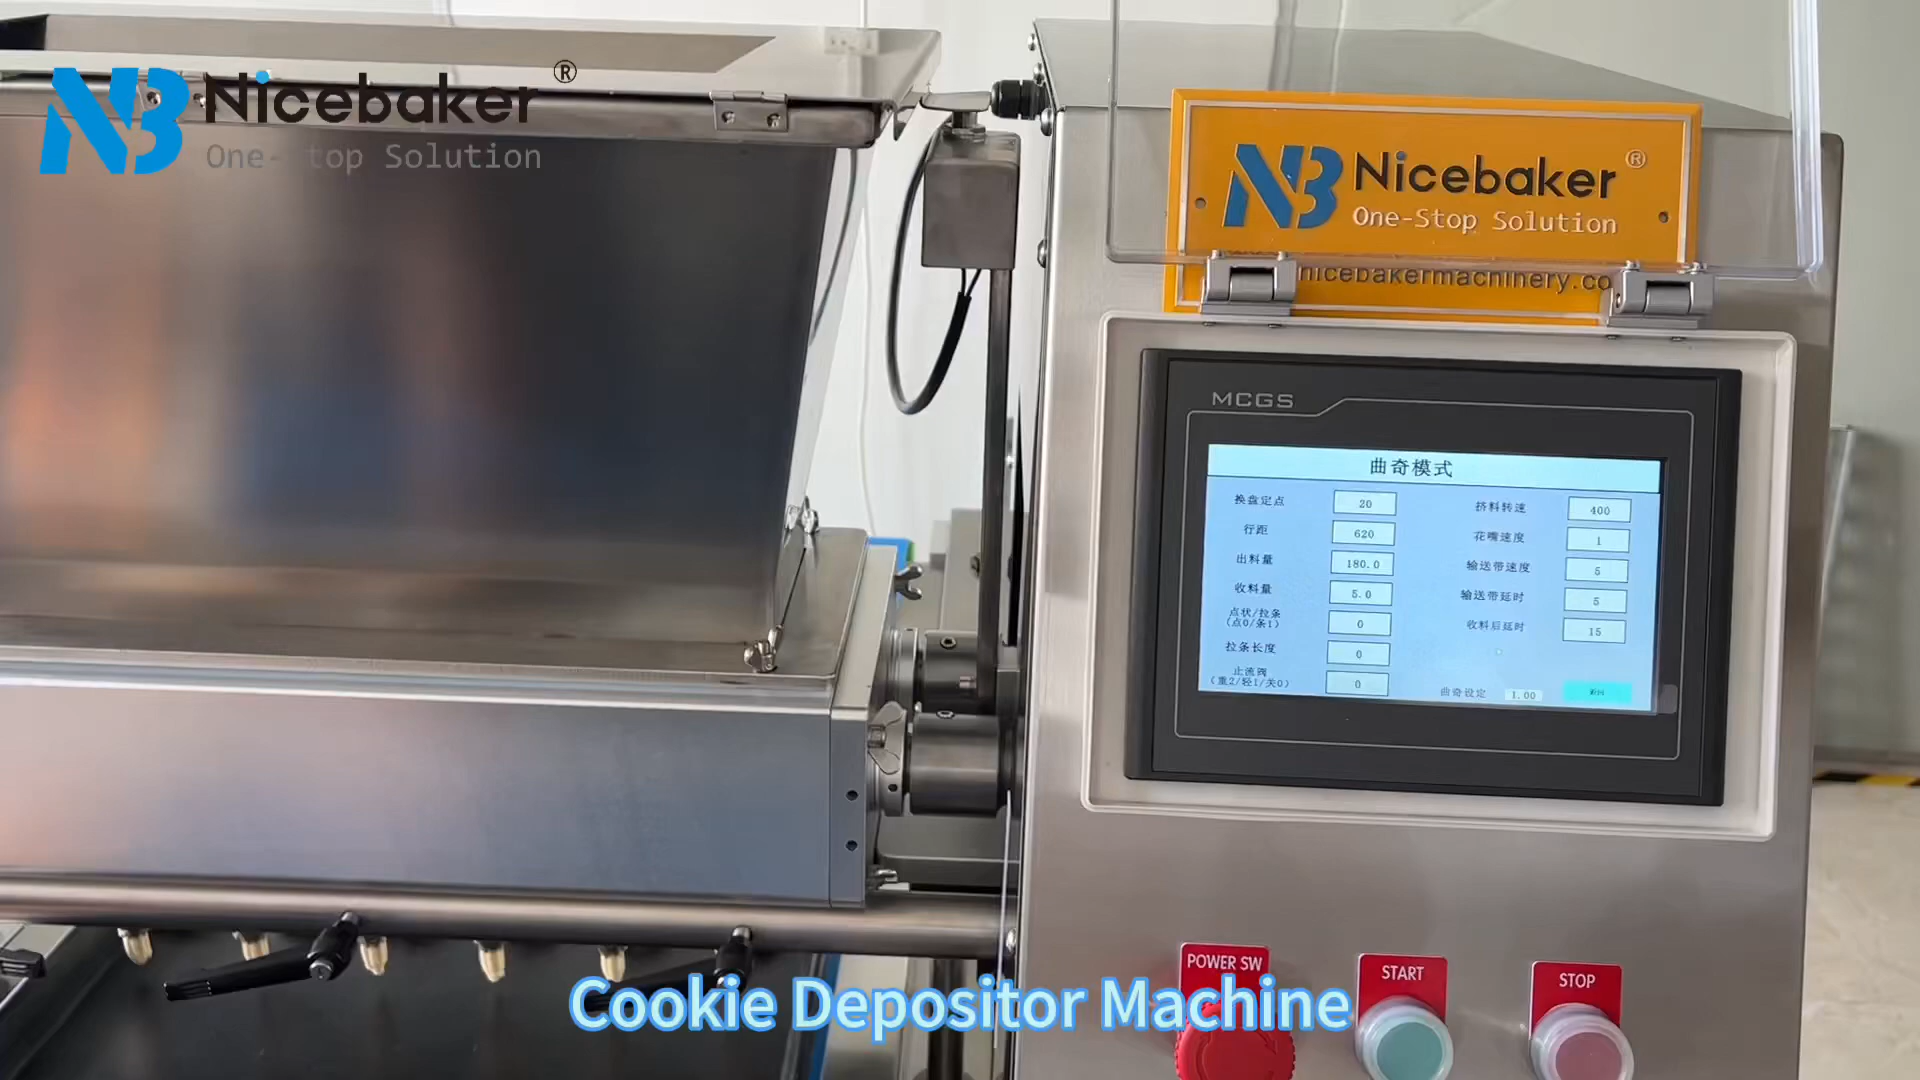 NB Nicebaker®
One-Stop Solution
NB Nicebaker®
One-Stop Solution
nicebakermachinery.co
MCGS
曲奇模式
换盘定点 20 挤料转速 400
行距 620 花嘴速度 1
出料量 180.0 输送带速度 5
收料量 5.0 输送带延时 5
点状/拉条
(点0/条1) 0 收料后延时 15
拉条长度 0
止流阀
(重2/轻1/关0) 0 曲奇设定 1.00 返回
POWER SW START STOP
Cookie Depositor Machine